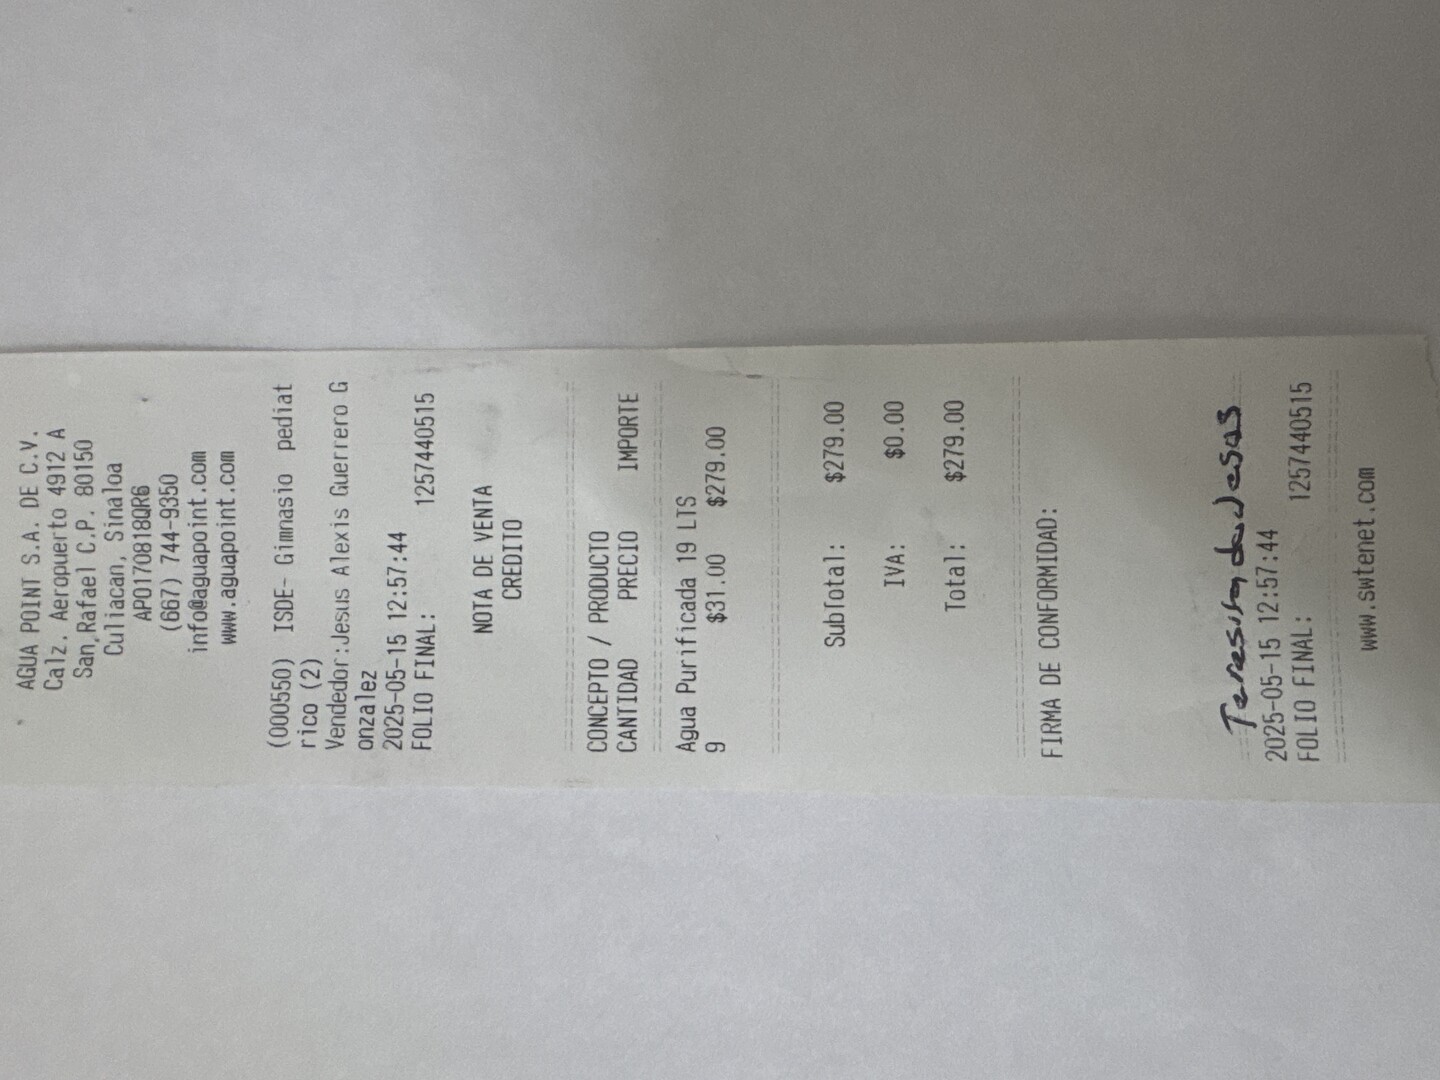 AGUA POINT S.A. DE C.V.
Calz. Aeropuerto 4912 A
San Rafael C.P. 80150
Culiacan, Sinaloa
APO170818QR6
(667) 744-9350
info@aguapoint.com
www.aguapoint.com
(000550) ISDE- Gimnasio pediat
rico (2)
Vendedor:Jesus Alexis Guerrero G
onzalez
2025-05-15 12:57:44
FOLIO FINAL: 1257440515
NOTA DE VENTA
CREDITO
CONCEPTO / PRODUCTO
CANTIDAD PRECIO IMPORTE
Agua Purificada 19 LTS
9 $31.00 $279.00
SubTotal: $279.00
IVA: $0.00
Total: $279.00
FIRMA DE CONFORMIDAD:
Teresita de Jesus
2025-05-15 12:57:44
FOLIO FINAL: 1257440515
www.swtenet.com